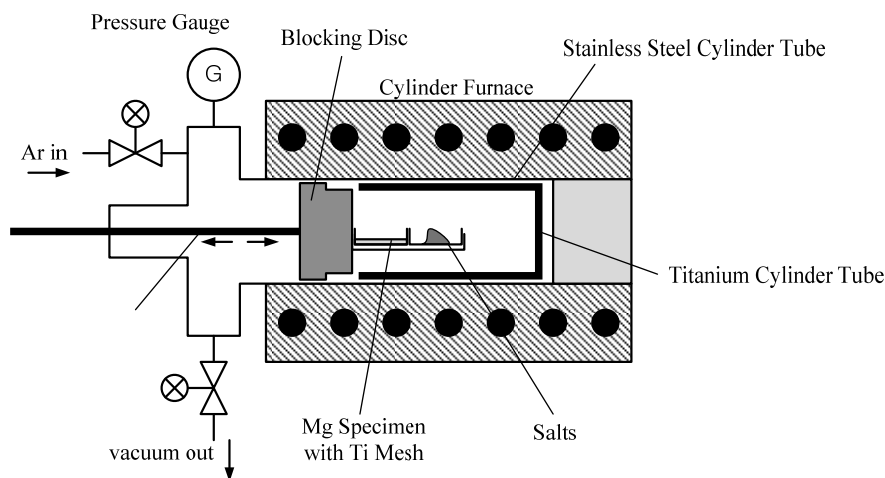 Pressure Gauge
Blocking Disc
Stainless Steel Cylinder Tube
G
Cylinder Furnace
Ar in
Titanium Cylinder Tube
Mg Specimen
with Ti Mesh
Salts
vacuum out